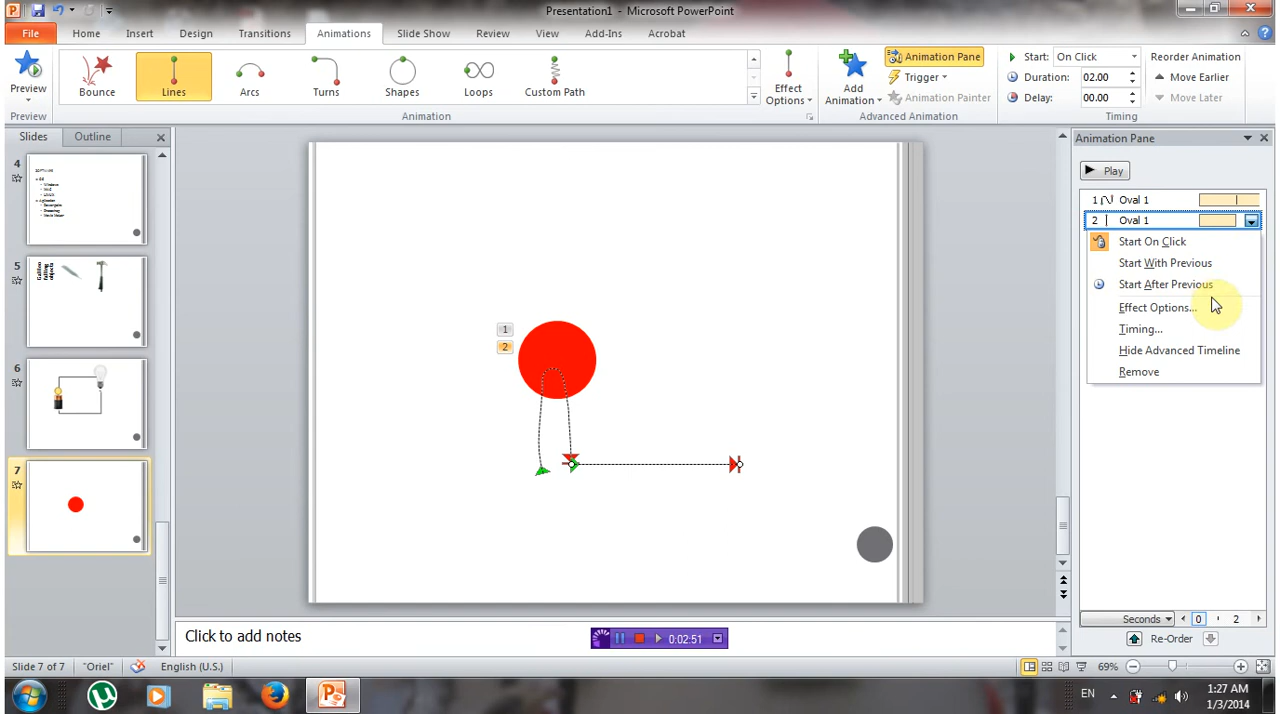 Presentation1 - Microsoft PowerPoint
File Home Insert Design Transitions Animations Slide Show Review View Add-Ins Acrobat
Preview
Preview
Bounce Lines Arcs Turns Shapes Loops Custom Path
Animation
Effect Options
Add Animation
Animation Pane
Trigger
Animation Painter
Advanced Animation
Start: On Click
Duration: 02.00
Delay: 00.00
Timing
Reorder Animation
Move Earlier
Move Later
Slides Outline
4
5
Galileo
falling
objects
6
7
1
2
Animation Pane
Play
1 Oval 1
2 Oval 1
Start On Click
Start With Previous
Start After Previous
Effect Options...
Timing...
Hide Advanced Timeline
Remove
Seconds 0 2
Re-Order
Click to add notes
0:02:51
Slide 7 of 7 "Oriel" English (U.S.) 69%
EN 1:27 AM
1/3/2014